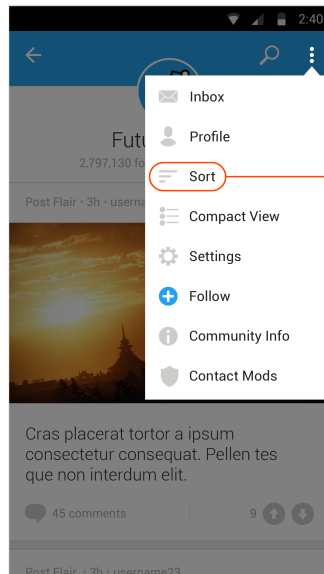 2:40
Inbox
Profile
Futu
2,797,130 fo
Sort
Post Flair • 3h • userna
Compact View
Settings
Follow
Community Info
Contact Mods
Cras placerat tortor a ipsum
consectetur consequat. Pellen tes
que non interdum elit.
45 comments
9
Post Flair • 3h • username23